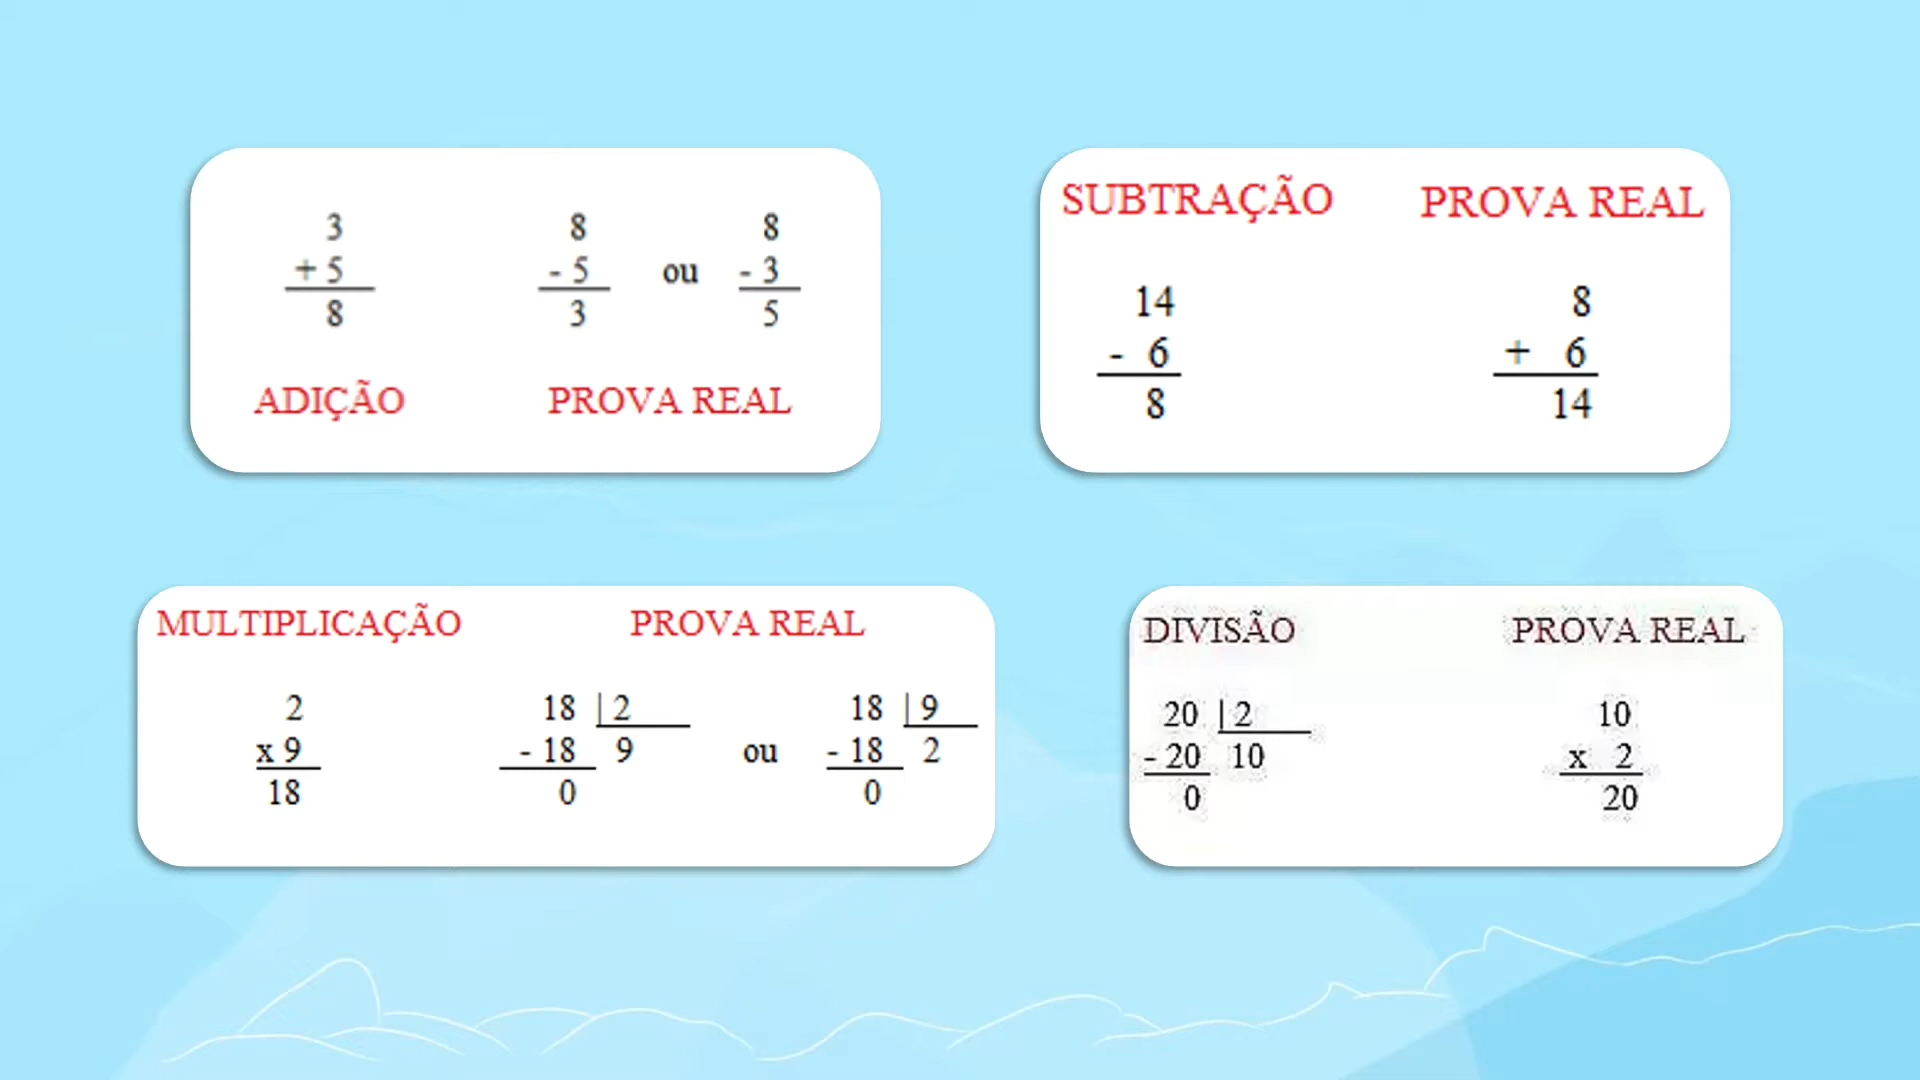 3 8 8
+ 5 - 5 ou - 3
8 3 5
ADIÇÃO PROVA REAL
SUBTRAÇÃO PROVA REAL
14 8
- 6 + 6
8 14
MULTIPLICAÇÃO PROVA REAL
2 18 |2 18 |9
x 9 - 18 9 ou - 18 2
18 0 0
DIVISÃO PROVA REAL
20 |2 10
- 20 10 x 2
0 20